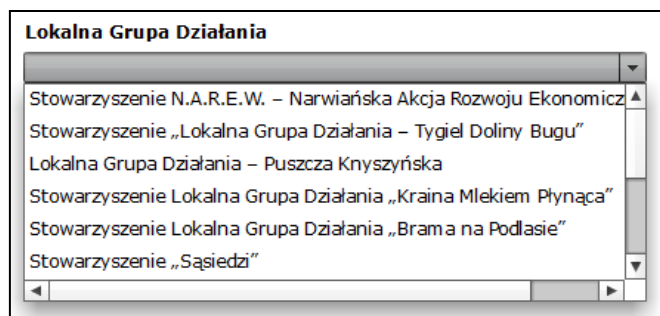 Lokalna Grupa Działania
Stowarzyszenie N.A.R.E.W. – Narwiańska Akcja Rozwoju Ekonomicz
Stowarzyszenie „Lokalna Grupa Działania – Tygiel Doliny Bugu”
Lokalna Grupa Działania – Puszcza Knyszyńska
Stowarzyszenie Lokalna Grupa Działania „Kraina Mlekiem Płynąca”
Stowarzyszenie Lokalna Grupa Działania „Brama na Podlasie”
Stowarzyszenie „Sąsiedzi”